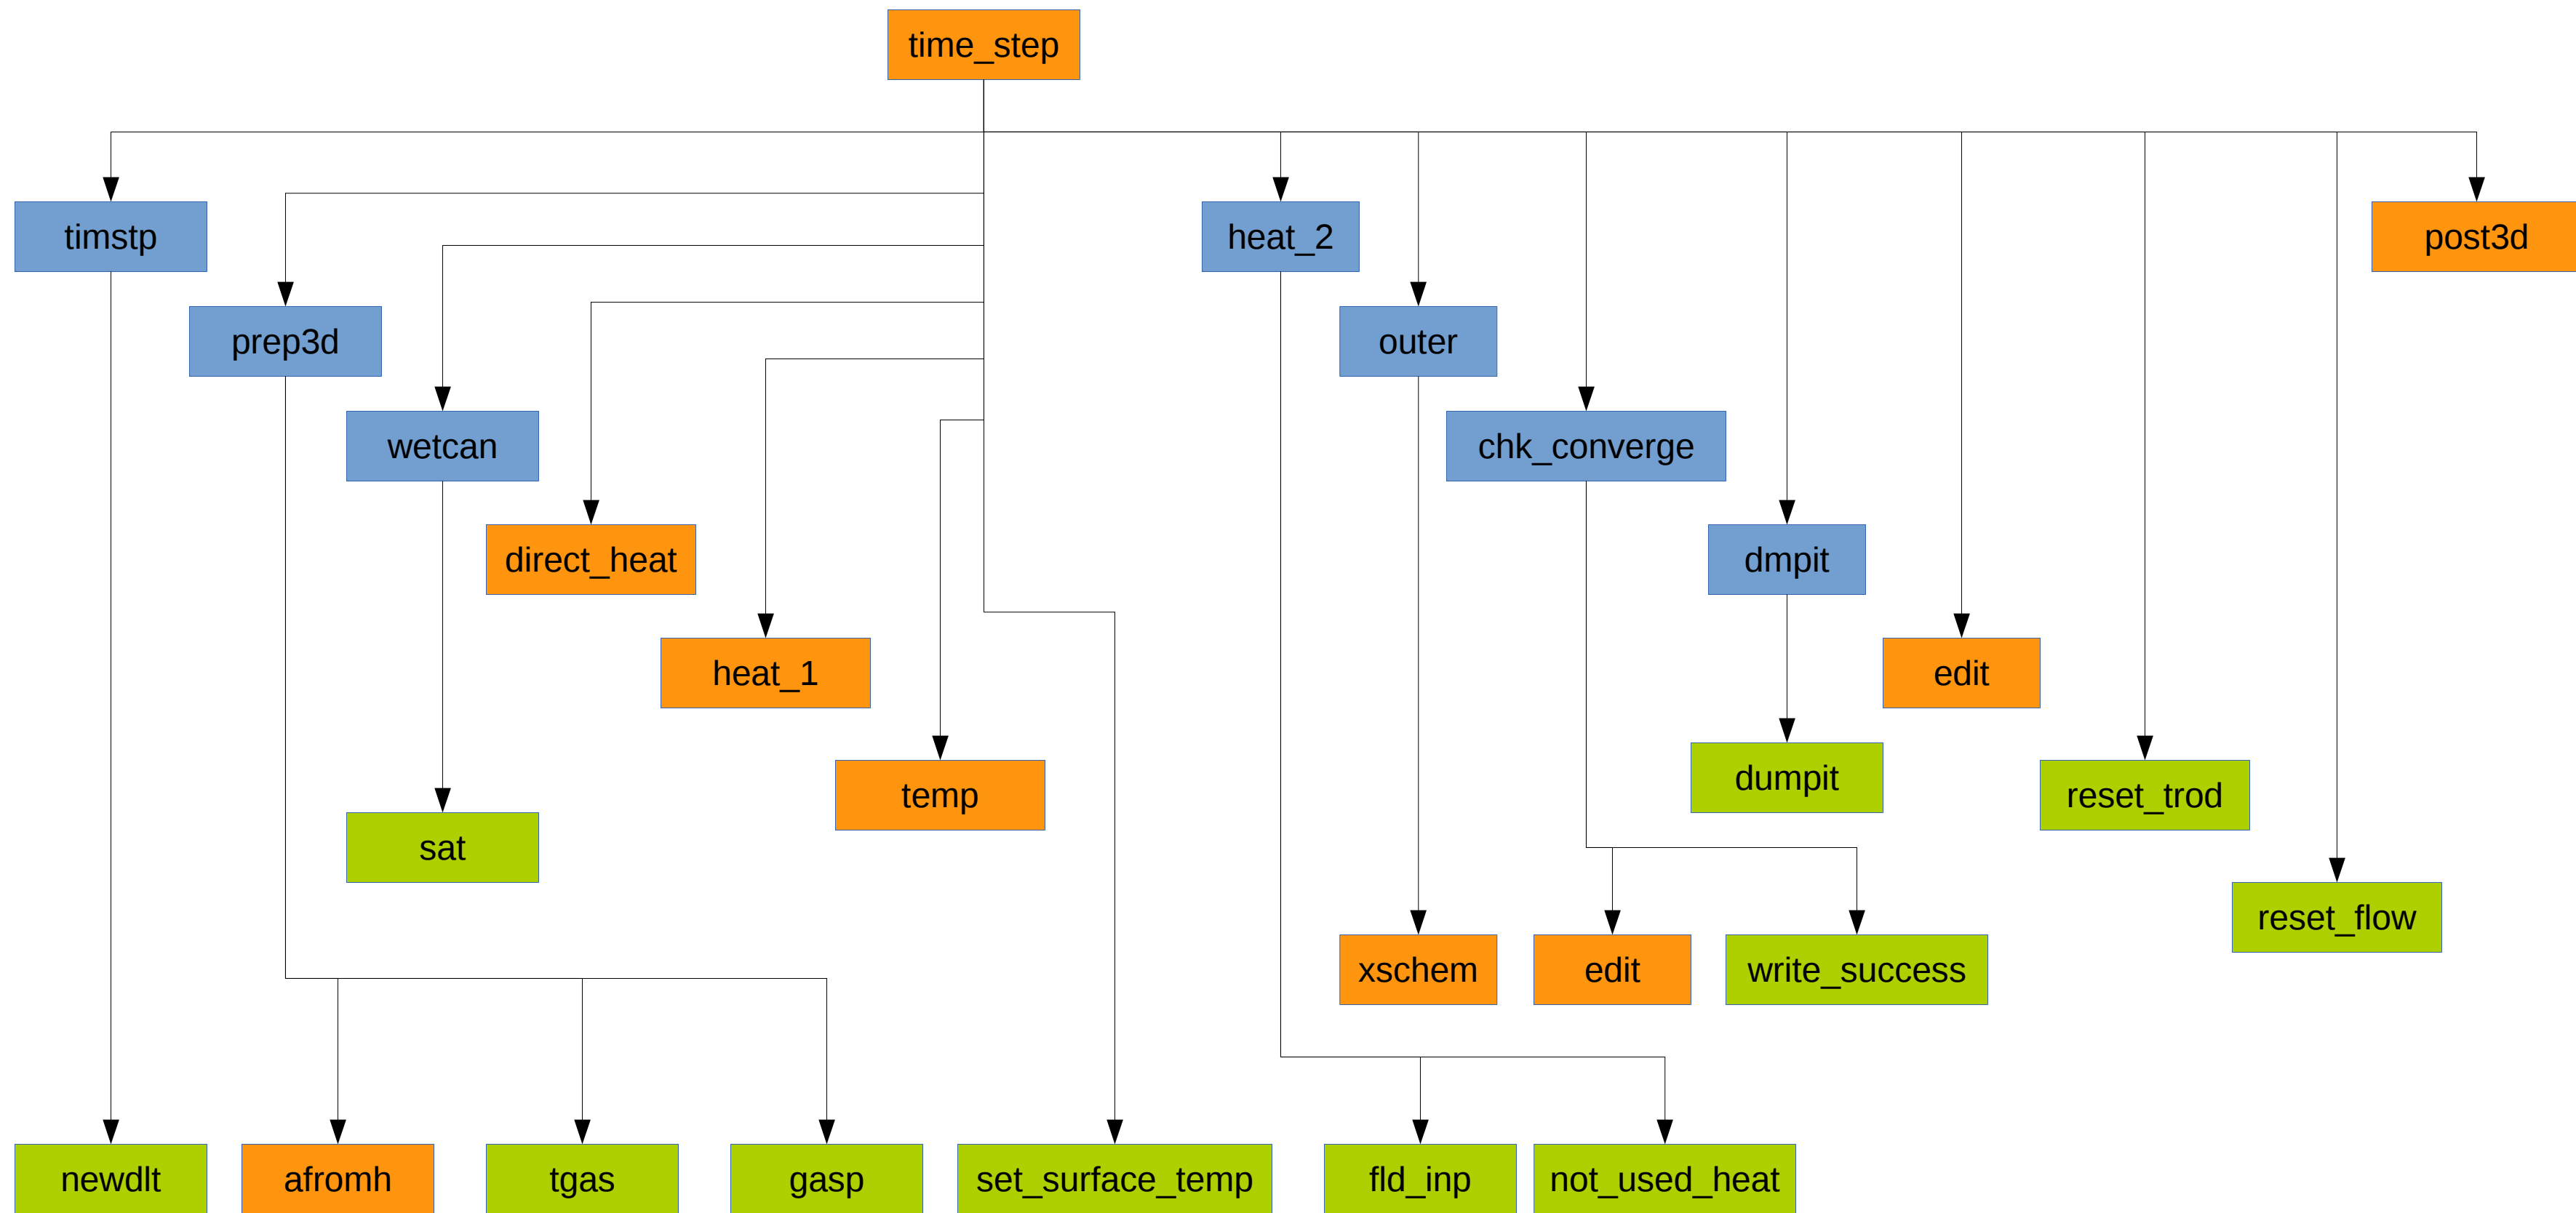 time_step
timstp
heat_2
post3d
prep3d
outer
wetcan
chk_converge
direct_heat
dmpit
heat_1
edit
temp
dumpit
reset_trod
sat
reset_flow
xschem
edit
write_success
newdlt
afromh
tgas
gasp
set_surface_temp
fld_inp
not_used_heat